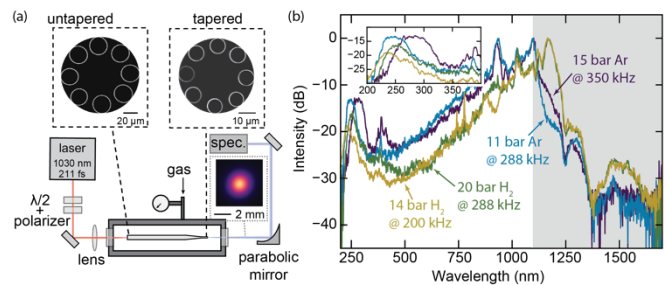 (a)
untapered
tapered
20 μm
10 μm
laser
1030 nm
211 fs
gas
spec.
λ/2
+
polarizer
2 mm
lens
parabolic
mirror
(b)
0
-10
-20
-30
-40
Intensity (dB)
-15
-20
-25
200 250 300 350 400
15 bar Ar
@ 350 kHz
11 bar Ar
@ 288 kHz
20 bar H2
@ 288 kHz
14 bar H2
@ 200 kHz
250 500 750 1000 1250 1500
Wavelength (nm)